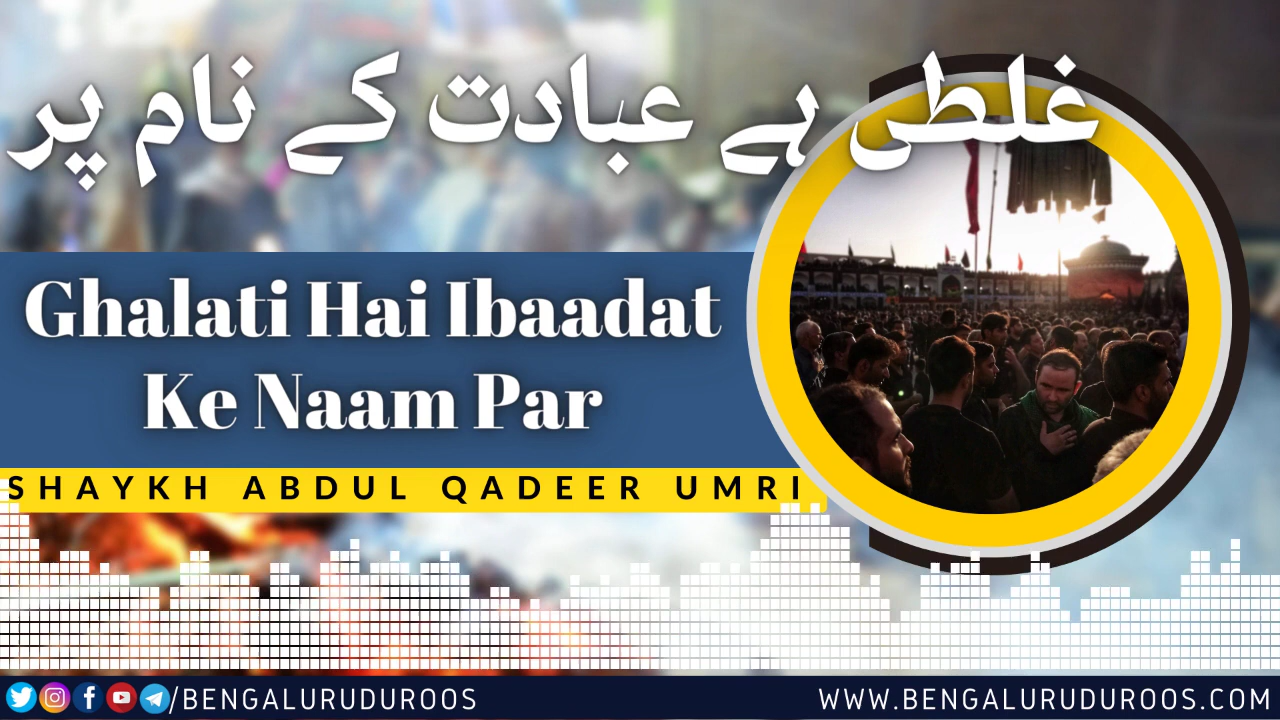 غلطی ہے عبادت کے نام پر
Ghalati Hai Ibaadat
Ke Naam Par
SHAYKH ABDUL QADEER UMRI
/BENGALURUDUROOS
WWW.BENGALURUDUROOS.COM